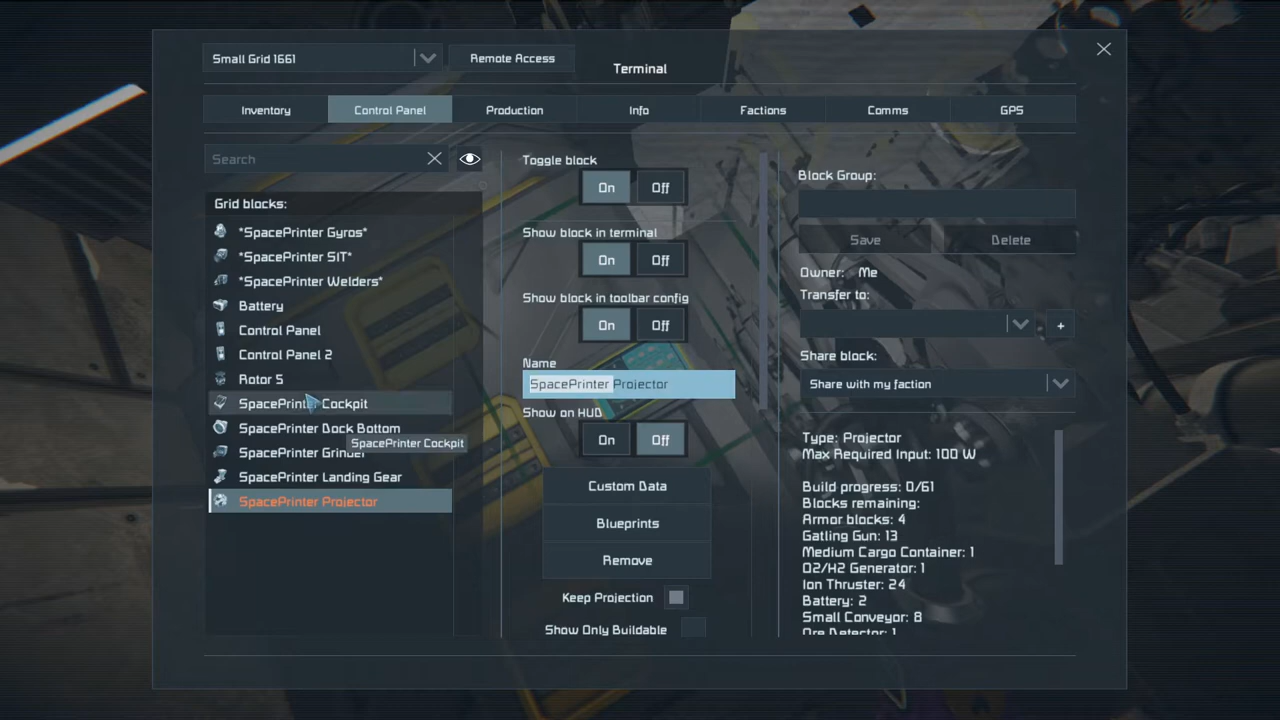 Small Grid 1661
Remote Access
Terminal
Inventory
Control Panel
Production
Info
Factions
Comms
GPS
Search
Grid blocks:
*SpacePrinter Gyros*
*SpacePrinter SIT*
*SpacePrinter Welders*
Battery
Control Panel
Control Panel 2
Rotor 5
SpacePrinter Cockpit
SpacePrinter Dock Bottom
SpacePrinter Cockpit
SpacePrinter Grinder
SpacePrinter Landing Gear
SpacePrinter Projector
Toggle block
On Off
Show block in terminal
On Off
Show block in toolbar config
On Off
Name
SpacePrinter Projector
Show on HUD
On Off
Custom Data
Blueprints
Remove
Keep Projection
Show Only Buildable
Block Group:
Save
Delete
Owner: Me
Transfer to:
+
Share block:
Share with my faction
Type: Projector
Max Required Input: 100 W
Build progress: 0/61
Blocks remaining:
Armor blocks: 4
Gatling Gun: 13
Medium Cargo Container: 1
O2/H2 Generator: 1
Ion Thruster: 24
Battery: 2
Small Conveyor: 8
Ore Detector: 1